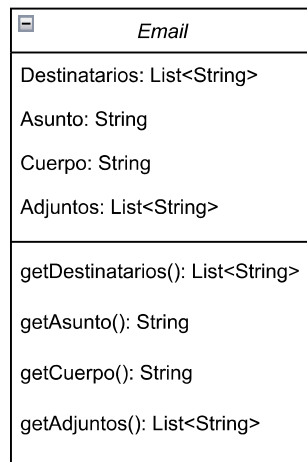 Email
Destinatarios: List<String>
Asunto: String
Cuerpo: String
Adjuntos: List<String>
getDestinatarios(): List<String>
getAsunto(): String
getCuerpo(): String
getAdjuntos(): List<String>